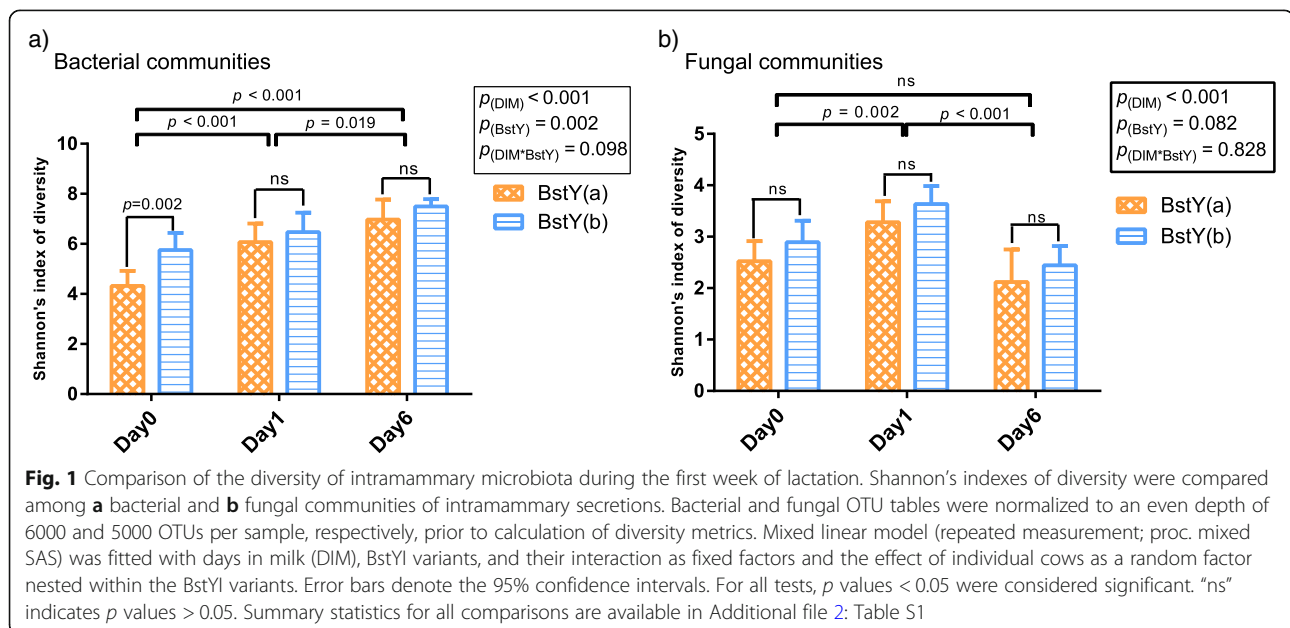 a)
Bacterial communities
p < 0.001
p < 0.001
p = 0.019
p(DIM) < 0.001
p(BstY) = 0.002
p(DIM*BstY) = 0.098
BstY(a)
BstY(b)
p=0.002
ns
ns
Shannon's index of diversity
10
8
6
4
2
0
Day0
Day1
Day6
b)
Fungal communities
ns
p = 0.002
p < 0.001
p(DIM) < 0.001
p(BstY) = 0.082
p(DIM*BstY) = 0.828
BstY(a)
BstY(b)
ns
ns
ns
Shannon's index of diversity
5
4
3
2
1
0
Day0
Day1
Day6
Fig. 1 Comparison of the diversity of intramammary microbiota during the first week of lactation. Shannon's indexes of diversity were compared
among a bacterial and b fungal communities of intramammary secretions. Bacterial and fungal OTU tables were normalized to an even depth of
6000 and 5000 OTUs per sample, respectively, prior to calculation of diversity metrics. Mixed linear model (repeated measurement; proc. mixed
SAS) was fitted with days in milk (DIM), BstYI variants, and their interaction as fixed factors and the effect of individual cows as a random factor
nested within the BstYI variants. Error bars denote the 95% confidence intervals. For all tests, p values < 0.05 were considered significant. "ns"
indicates p values > 0.05. Summary statistics for all comparisons are available in Additional file 2: Table S1